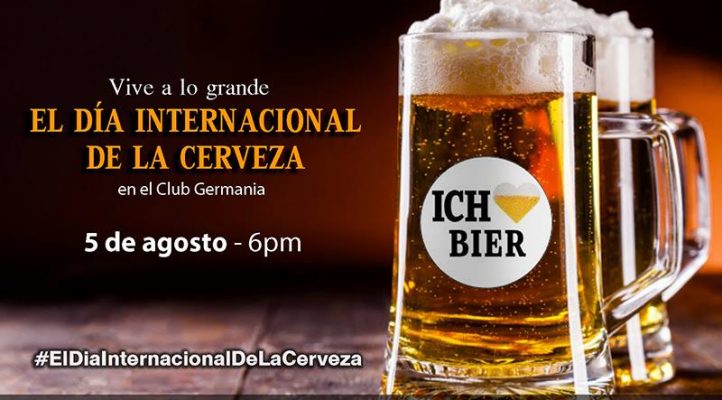 Vive a lo grande
EL DÍA INTERNACIONAL
DE LA CERVEZA
en el Club Germania
5 de agosto - 6pm
#ElDiaInternacionalDeLaCerveza
ICH
BIER